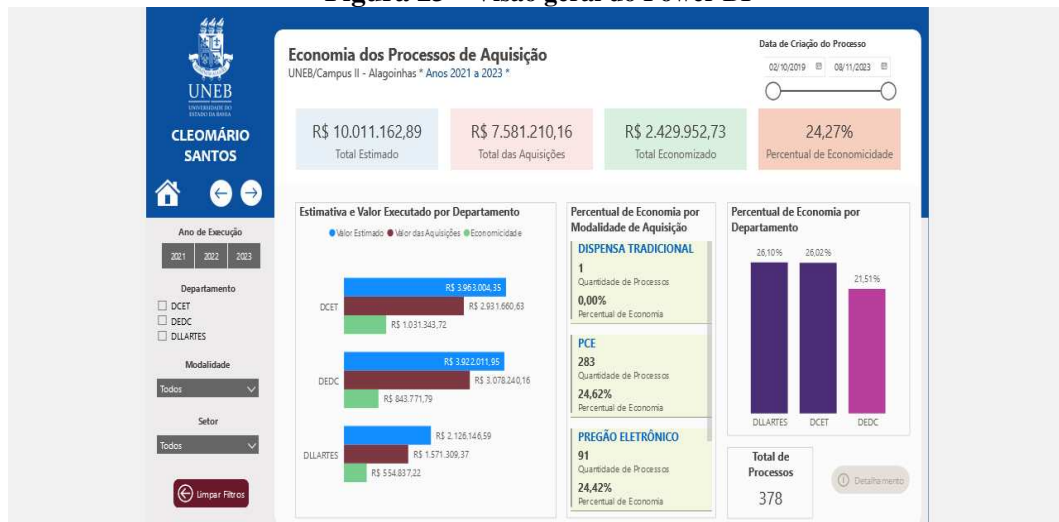 Figura 23 – Visão geral do Power BI
UNEB
UNIVERSIDADE DO
ESTADO DA BAHIA
CLEOMÁRIO
SANTOS
Ano de Execução
2021 2022 2023
Departamento
DCET
DEDC
DLLARTES
Modalidade
Todos
Setor
Todos
Limpar Filtros
Economia dos Processos de Aquisição
UNEB/Campus II - Alagoinhas * Anos 2021 a 2023 *
Data de Criação do Processo
02/10/2019 08/11/2023
R$ 10.011.162,89
Total Estimado
R$ 7.581.210,16
Total das Aquisições
R$ 2.429.952,73
Total Economizado
24,27%
Percentual de Economicidade
Estimativa e Valor Executado por Departamento
Valor Estimado Valor das Aquisições Economicidade
R$ 3.963.004,35
DCET R$ 2.931.660,63
R$ 1.031.343,72
R$ 3.922.011,95
DEDC R$ 3.078.240,16
R$ 843.771,79
R$ 2.126.146,59
DLLARTES R$ 1.571.309,37
R$ 554.837,22
Percentual de Economia por
Modalidade de Aquisição
DISPENSA TRADICIONAL
1
Quantidade de Processos
0,00%
Percentual de Economia
PCE
283
Quantidade de Processos
24,62%
Percentual de Economia
PREGÃO ELETRÔNICO
91
Quantidade de Processos
24,42%
Percentual de Economia
Percentual de Economia por
Departamento
26,10% 26,02%
21,51%
DLLARTES DCET DEDC
Total de
Processos
378
Detalhamento